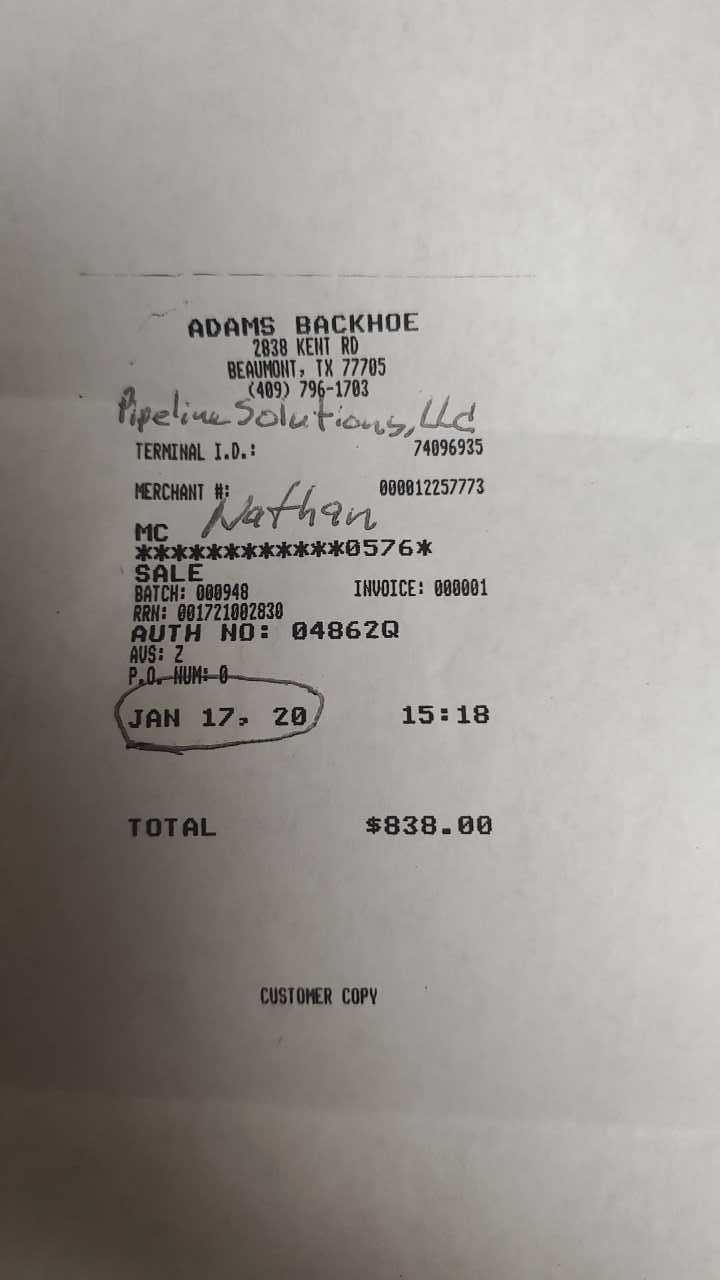 ADAMS BACKHOE
2838 KENT RD
BEAUMONT, TX 77705
(409) 796-1703
Pipeline Solutions, LLC
TERMINAL I.D.: 74096935
MERCHANT #: 000012257773
Nathan
MC
************0576*
SALE
BATCH: 000948 INVOICE: 000001
RRN: 001721002830
AUTH NO: 04862Q
AVS: Z
P.O. NUM: 0
JAN 17, 20 15:18
TOTAL $838.00
CUSTOMER COPY